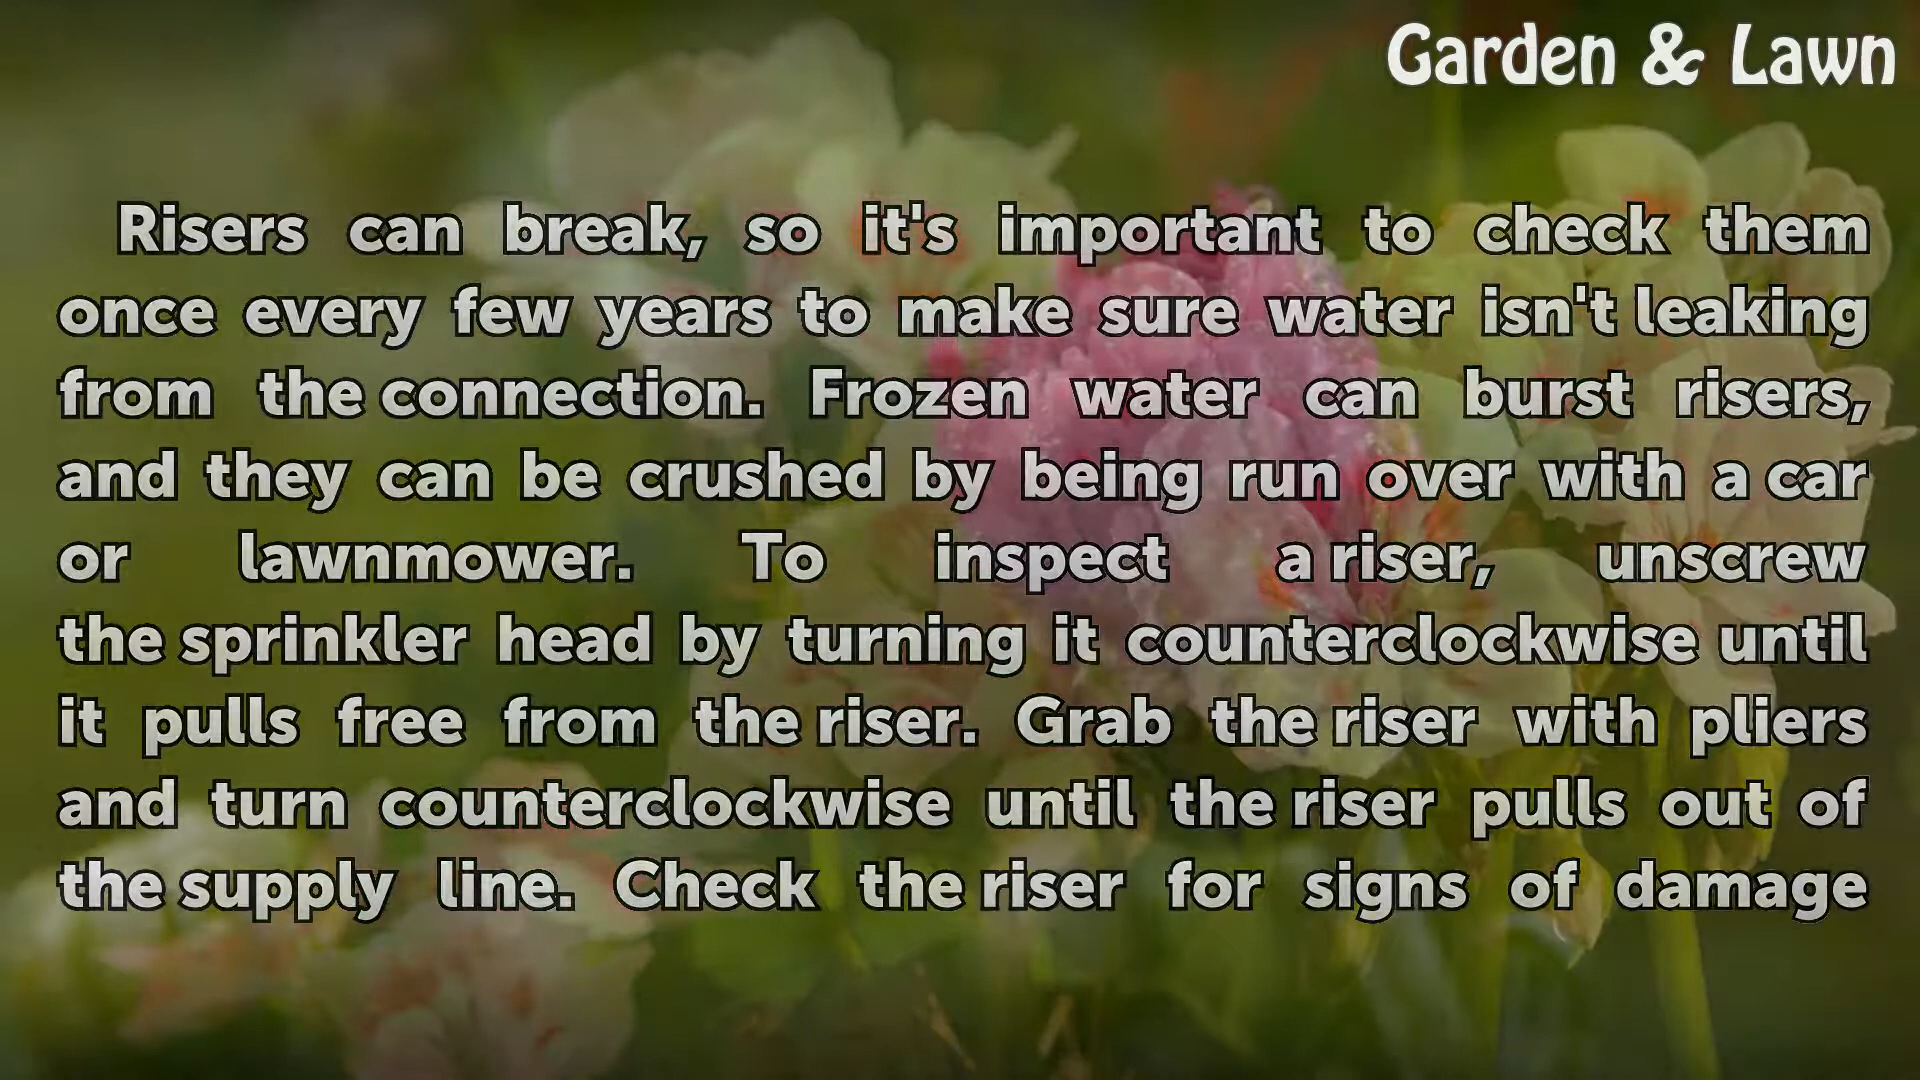 Garden & Lawn
Risers can break, so it's important to check them
once every few years to make sure water isn't leaking
from the connection. Frozen water can burst risers,
and they can be crushed by being run over with a car
or lawnmower. To inspect a riser, unscrew
the sprinkler head by turning it counterclockwise until
it pulls free from the riser. Grab the riser with pliers
and turn counterclockwise until the riser pulls out of
the supply line. Check the riser for signs of damage